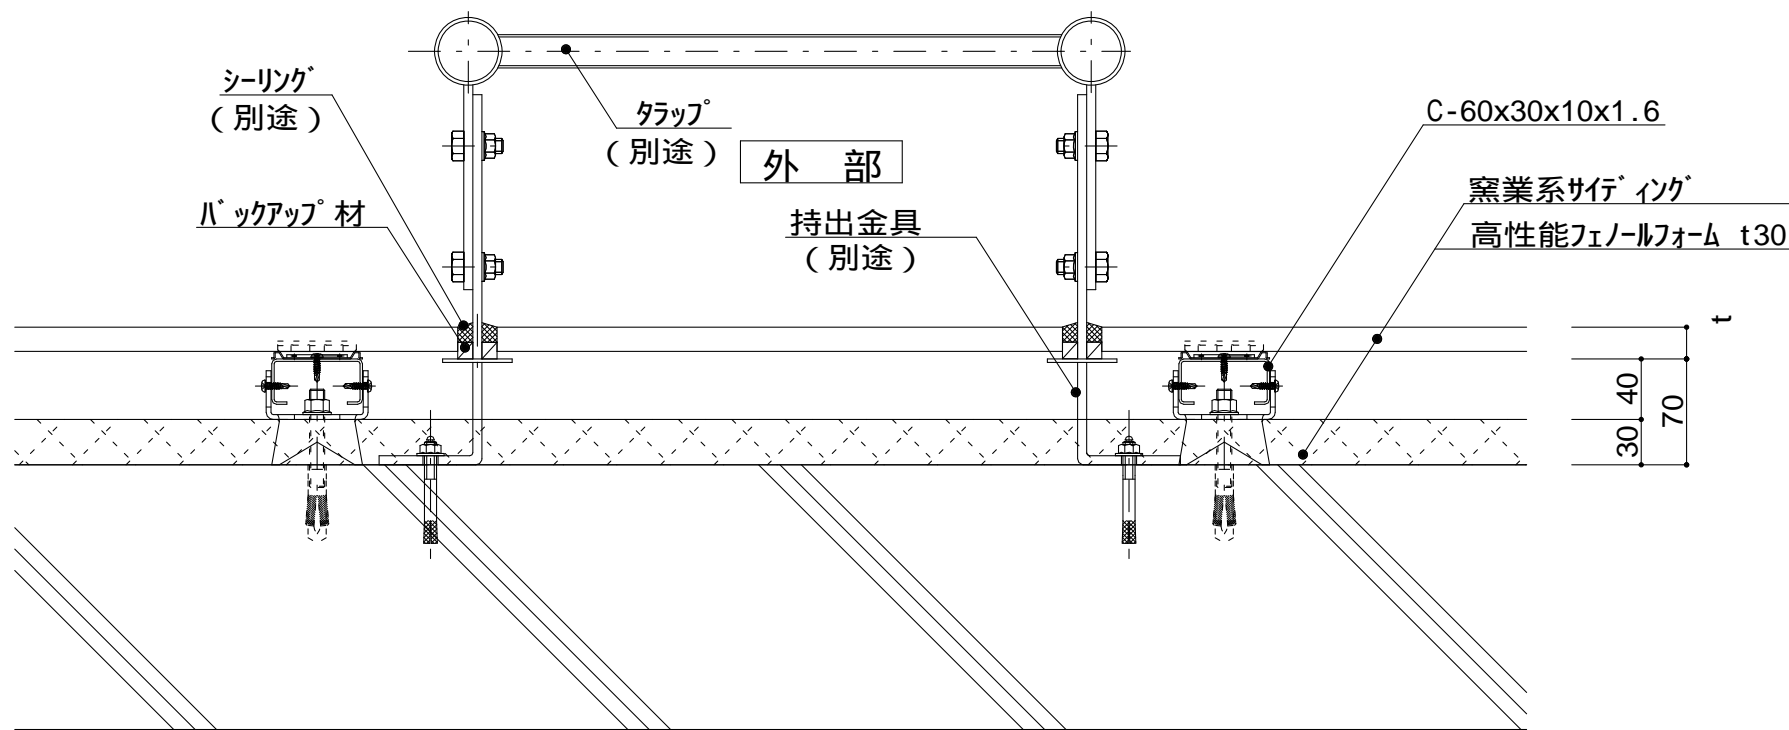 シーリング
（別途）
バックアップ材
タラップ
（別途）
外　部
持出金具
（別途）
C-60x30x10x1.6
窯業系サイディング
高性能フェノールフォーム t30
t
40
70
30